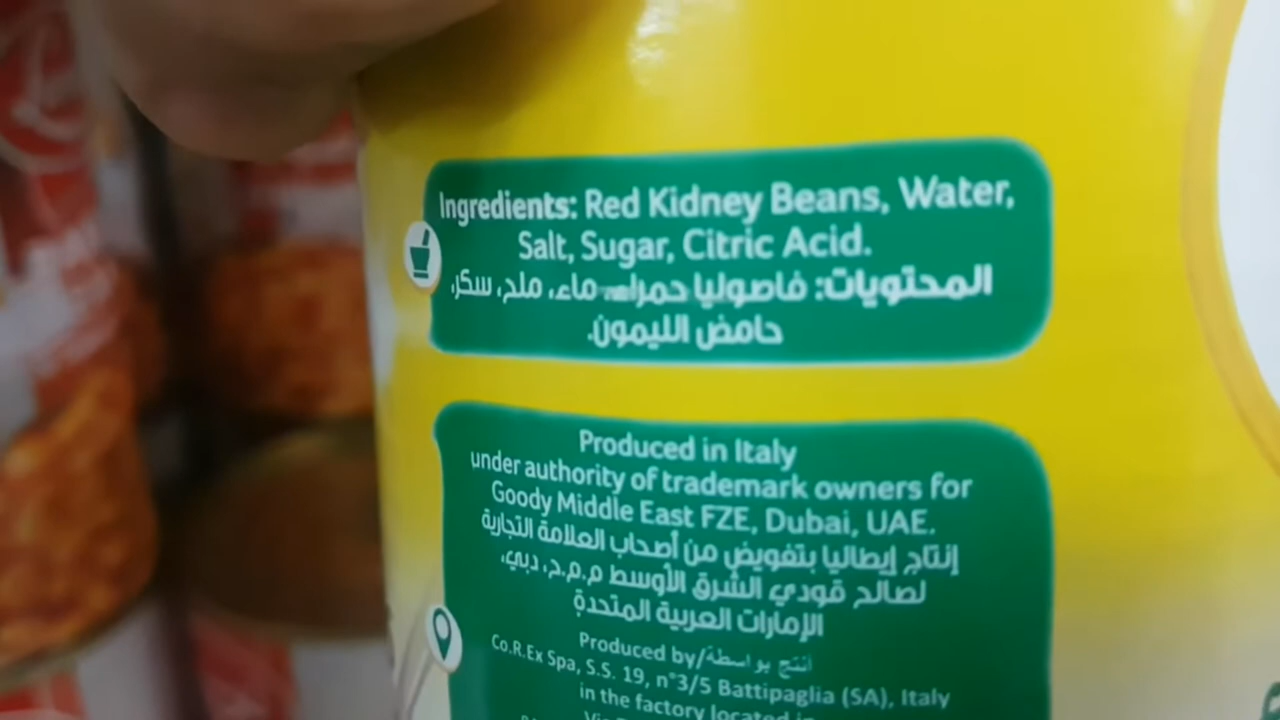 Ingredients: Red Kidney Beans, Water,
Salt, Sugar, Citric Acid.
المحتويات: فاصوليا حمراء، ماء، ملح، سكر،
حامض الليمون.
Produced in Italy
under authority of trademark owners for
Goody Middle East FZE, Dubai, UAE.
إنتاج إيطاليا بتفويض من أصحاب العلامة التجارية
لصالح قودي الشرق الأوسط م.م.ح، دبي،
الإمارات العربية المتحدة
Produced by/انتج بواسطة
Co.R.Ex Spa, S.S. 19, n°3/5 Battipaglia (SA), Italy
in the factory located in